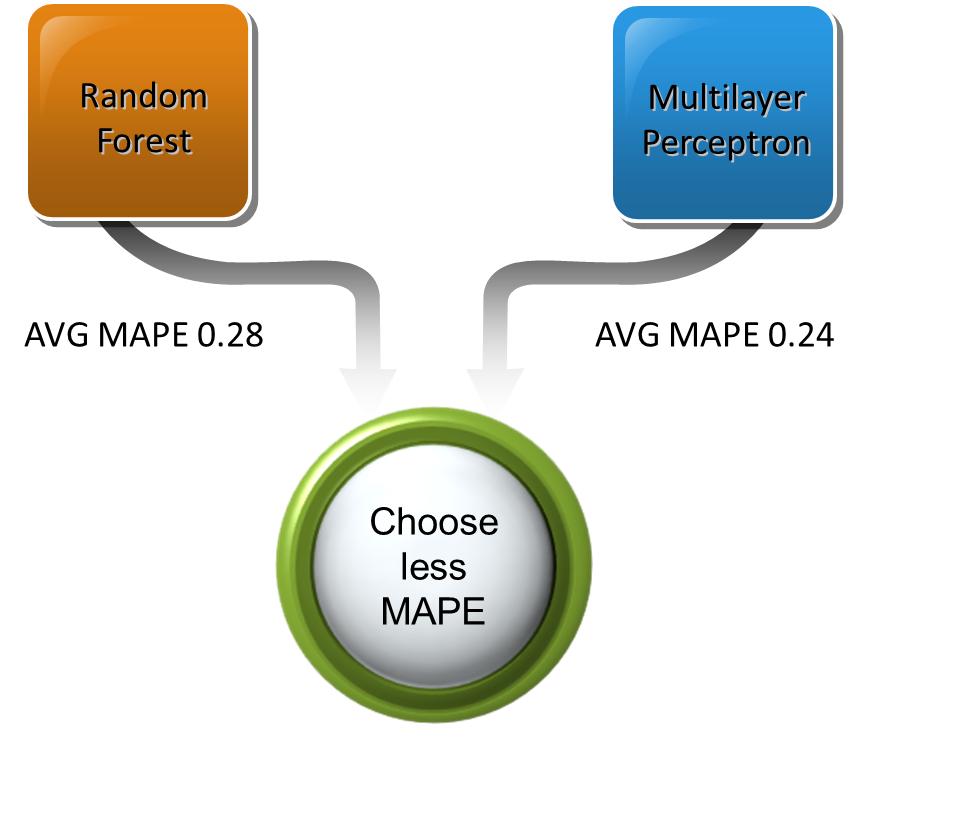 Random
Forest
Multilayer
Perceptron
AVG MAPE 0.28
AVG MAPE 0.24
Choose
less
MAPE